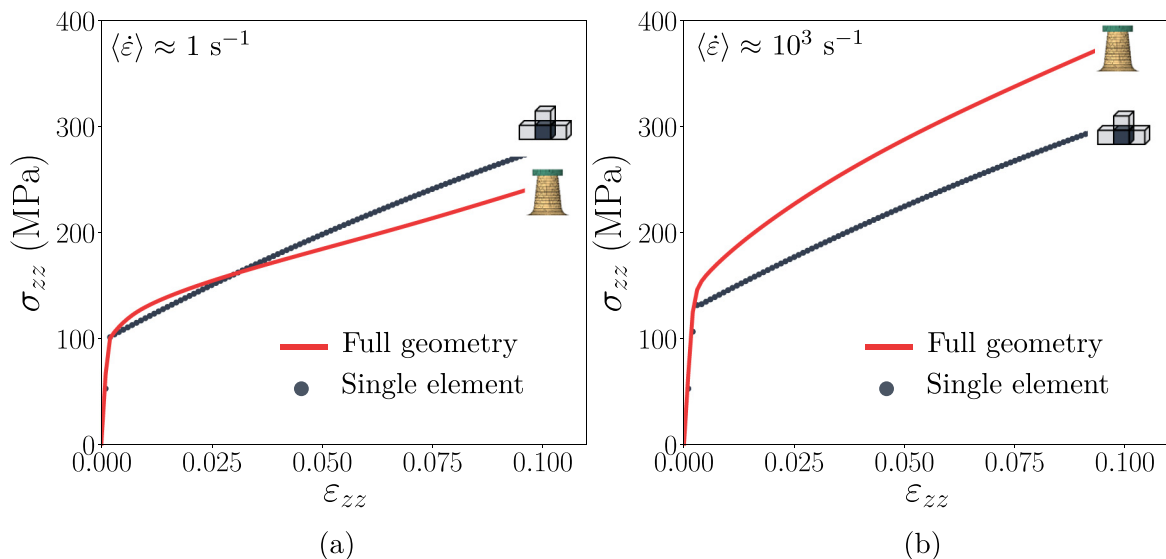 ⟨ε̇⟩ ≈ 1 s⁻¹
400
300
200
100
0
σzz (MPa)
Full geometry
Single element
0.000 0.025 0.050 0.075 0.100
εzz
(a)
⟨ε̇⟩ ≈ 10³ s⁻¹
400
300
200
100
0
σzz (MPa)
Full geometry
Single element
0.000 0.025 0.050 0.075 0.100
εzz
(b)